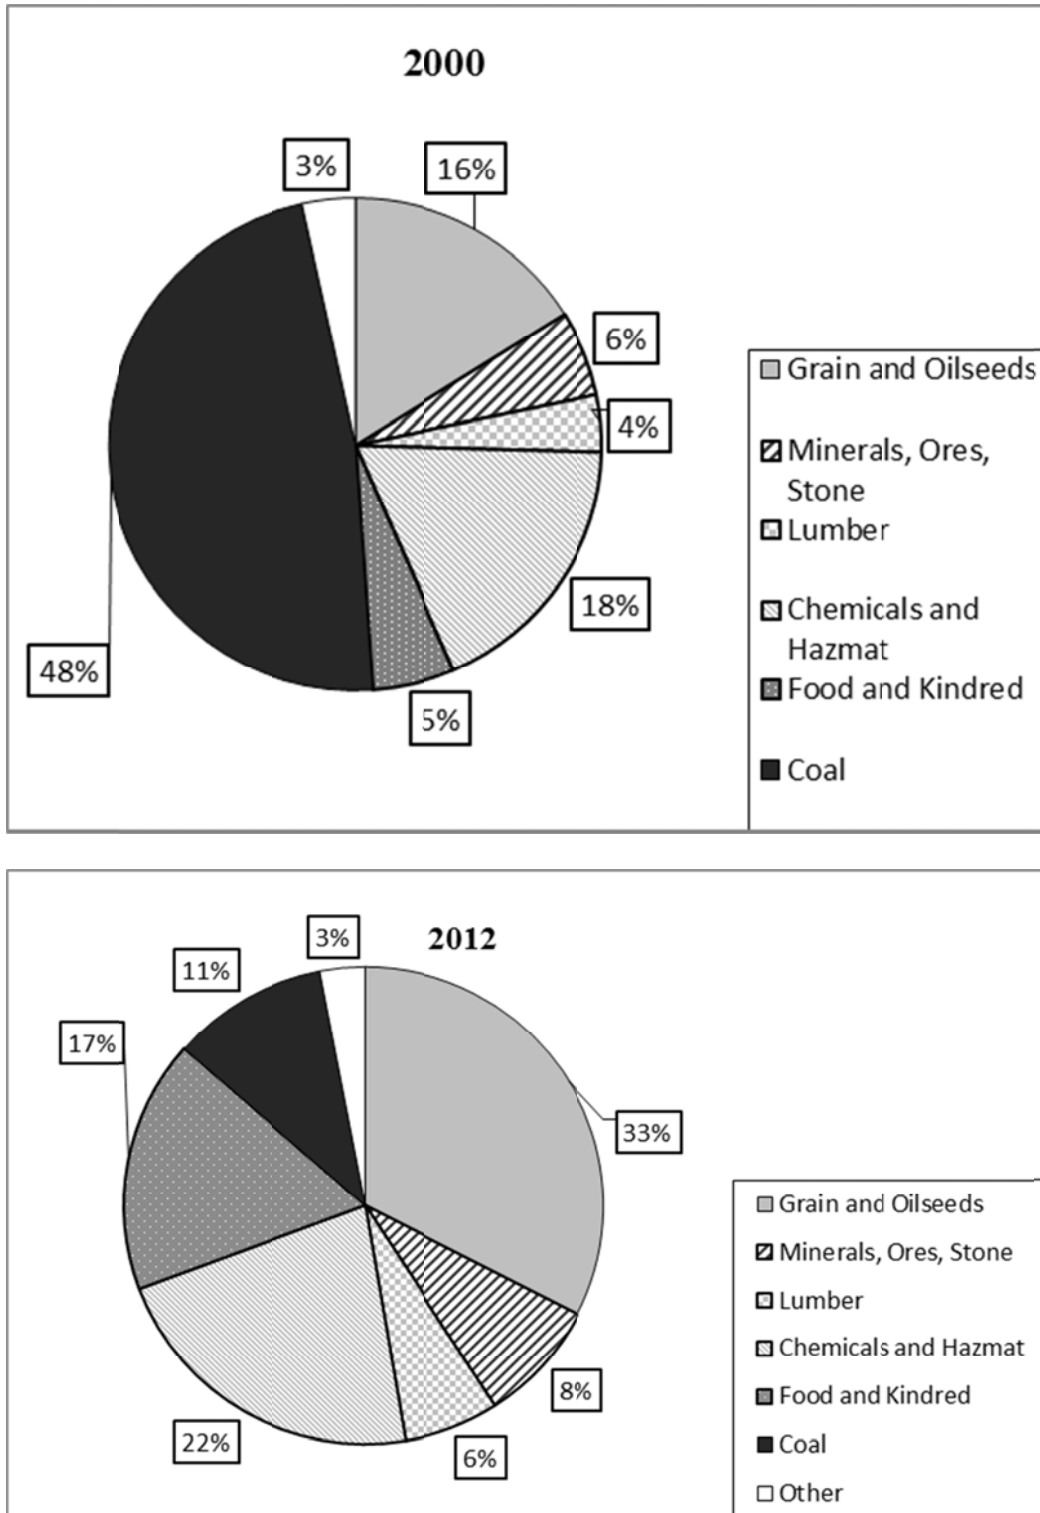 2000
3%
16%
6%
4%
18%
5%
48%
Grain and Oilseeds
Minerals, Ores,
Stone
Lumber
Chemicals and
Hazmat
Food and Kindred
Coal
2012
3%
11%
17%
33%
8%
6%
22%
Grain and Oilseeds
Minerals, Ores, Stone
Lumber
Chemicals and Hazmat
Food and Kindred
Coal
Other